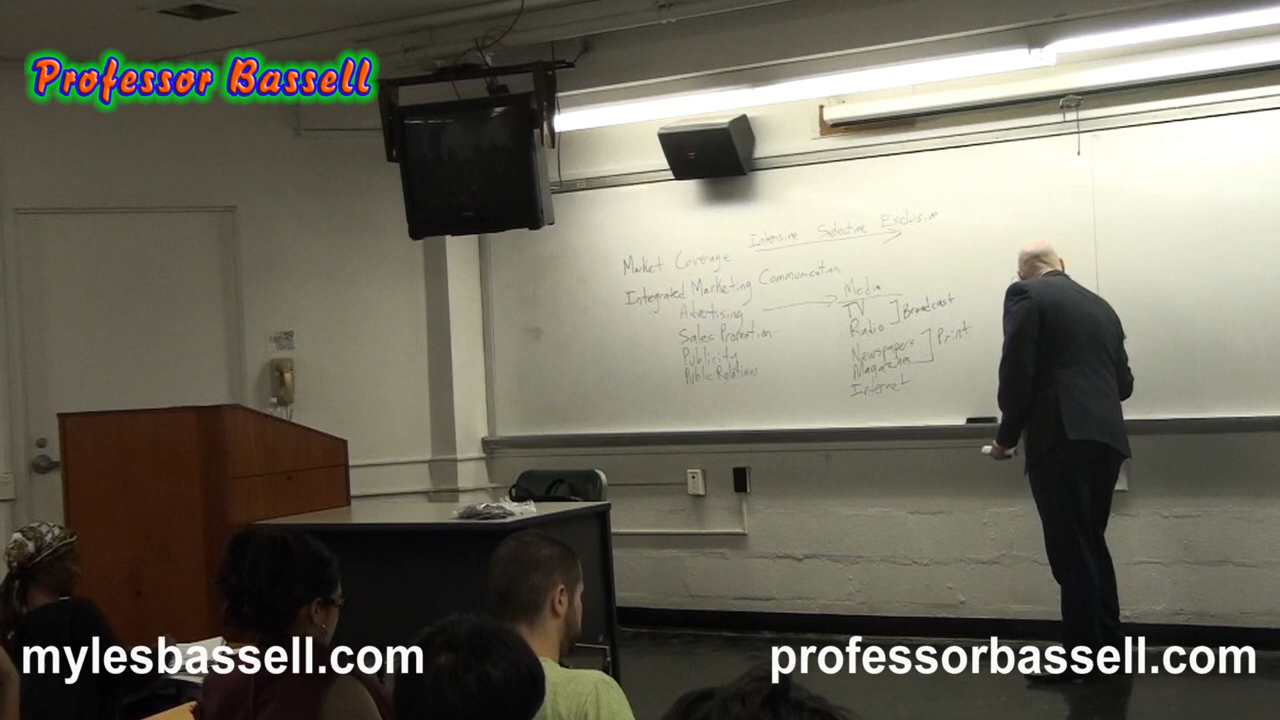 Professor Bassell
Intensive Selective Exclusive
Market Coverage
Integrated Marketing Communication
Advertising
Sales Promotion
Publicity
Public Relations
Media
TV
Radio
Broadcast
Newspapers
Magazines
Print
Internet
mylesbassell.com
professorbassell.com